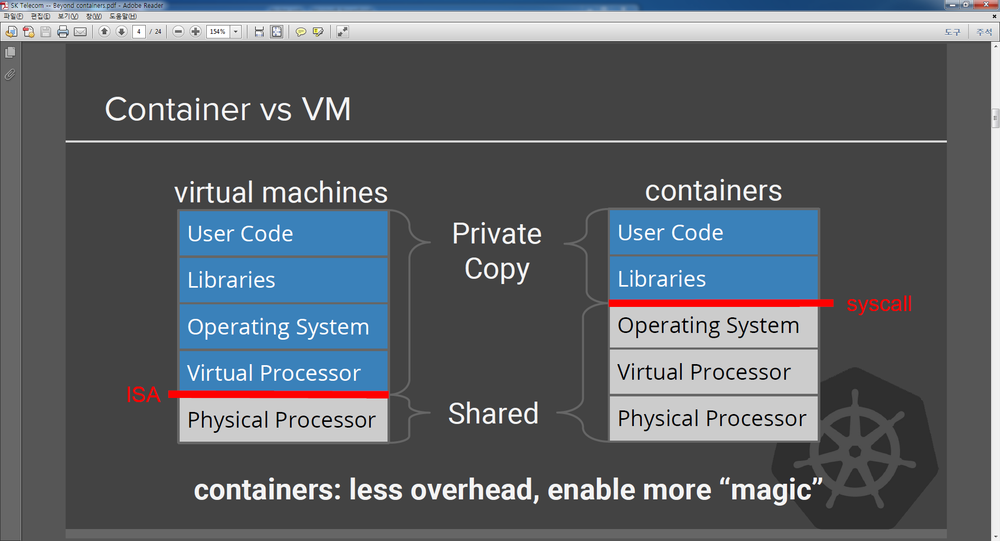 SK Telecom -- Beyond containers.pdf - Adobe Reader
파일(F) 편집(E) 보기(V) 창(W) 도움말(H)
4 / 24 154% 도구 주석
Container vs VM
virtual machines
containers
User Code
Libraries
Operating System
Virtual Processor
ISA
Physical Processor
Private
Copy
Shared
User Code
Libraries
syscall
Operating System
Virtual Processor
Physical Processor
containers: less overhead, enable more “magic”